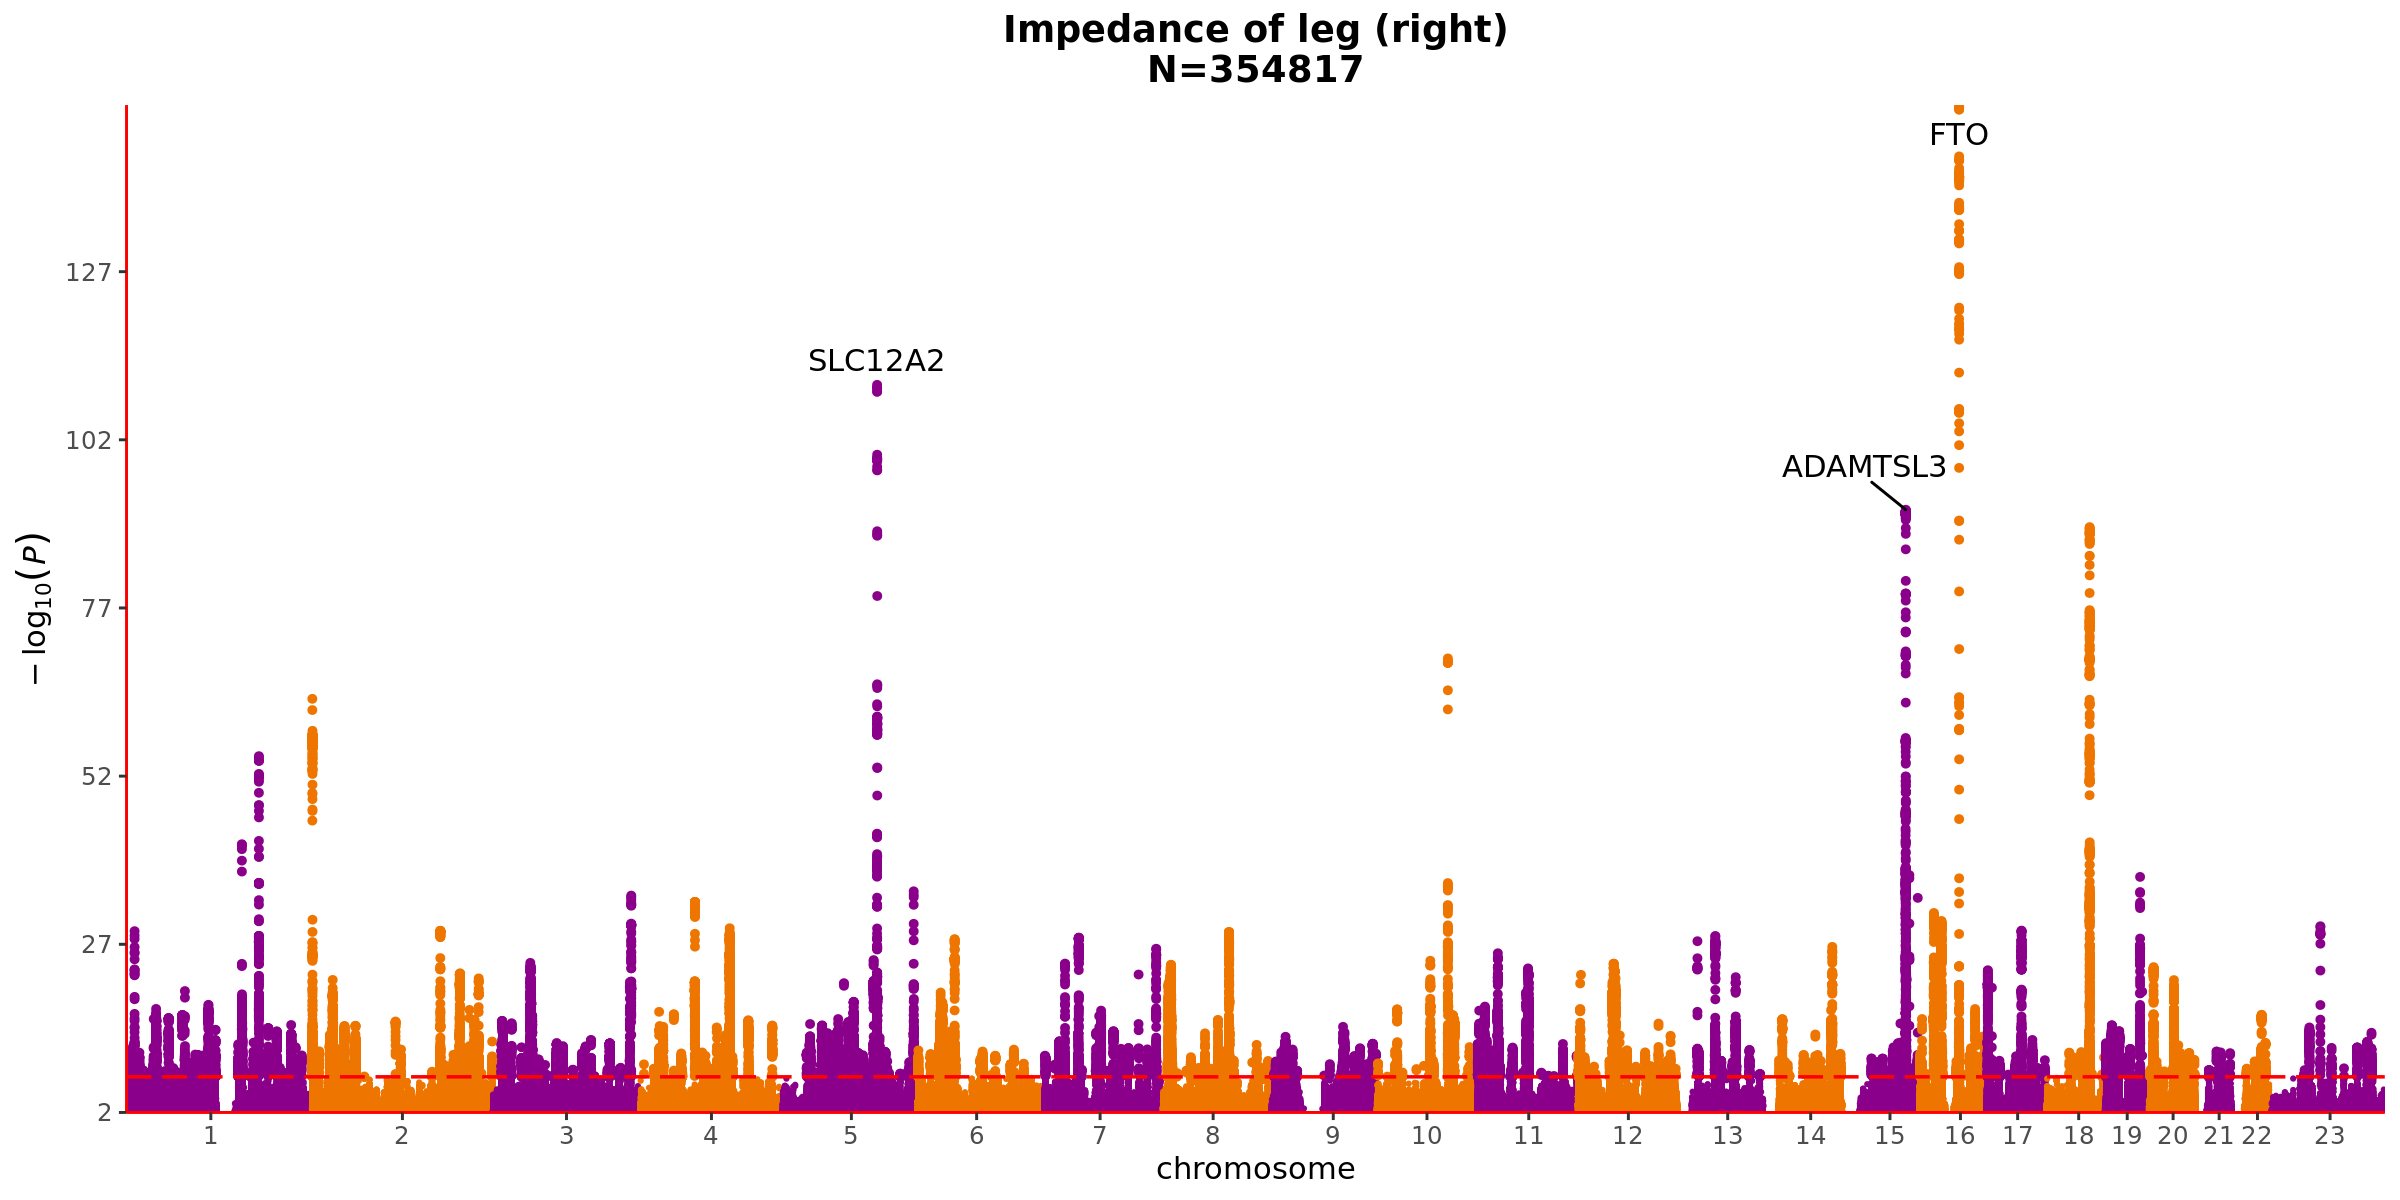 Impedance of leg (right)
N=354817
FTO
127
SLC12A2
102
ADAMTSL3
77
52
27
2
−log10(P)
1 2 3 4 5 6 7 8 9 10 11 12 13 14 15 16 17 18 19 20 21 22 23
chromosome